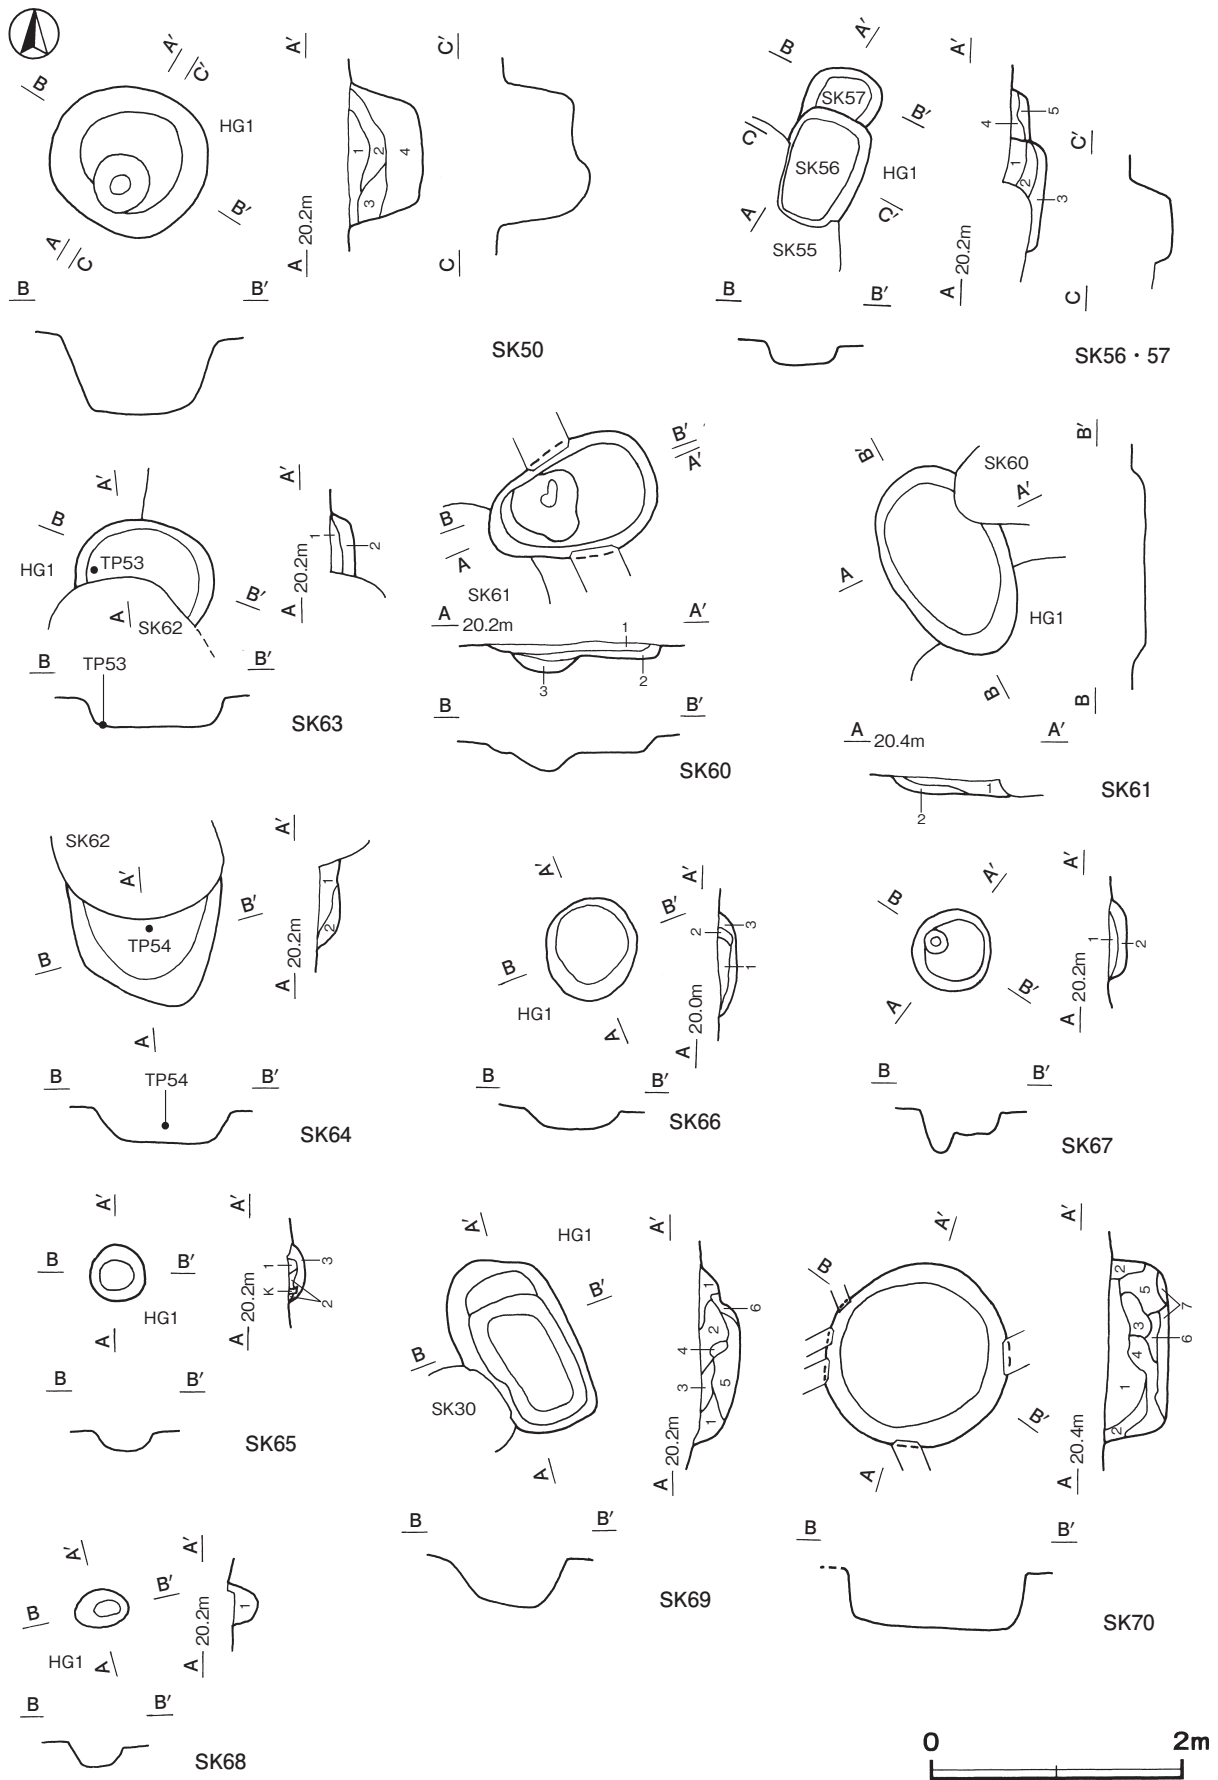 A′
C′
B
HG1
B′
A
C
A′
1
2
3
4
A 20.2m
C′
C
B
B′
SK50
A′
B
SK57
B′
C
SK56
HG1
C′
A
SK55
A′
5
4
1
2
3
A 20.2m
C′
C
B
B′
SK56・57
A′
B
HG1
TP53
B′
A
SK62
A′
1
2
A 20.2m
B
TP53
B′
SK63
B′
A′
B
A
SK61
A 20.2m
A′
1
3
2
B
B′
SK60
B′
SK60
A′
A
HG1
B
B′
B
A 20.4m
A′
1
2
SK61
SK62
A′
B′
TP54
B
A
A′
1
2
A 20.2m
B
TP54
B′
SK64
A′
B′
B
HG1
A
A′
3
2
1
A 20.0m
B
B′
SK66
A′
B
B′
A
A′
1
2
A 20.2m
B
B′
SK67
A′
B
B′
HG1
A
A′
1
3
K
2
A 20.2m
B
B′
SK65
A′
HG1
B′
B
SK30
A
A′
1
6
2
4
3
5
1
A 20.2m
B
B′
SK69
A′
B
B′
A
A′
2
5
7
3
6
4
1
2
A 20.4m
B
B′
SK70
A′
B′
B
HG1
A
A′
1
A 20.2m
B
B′
SK68
0
2m